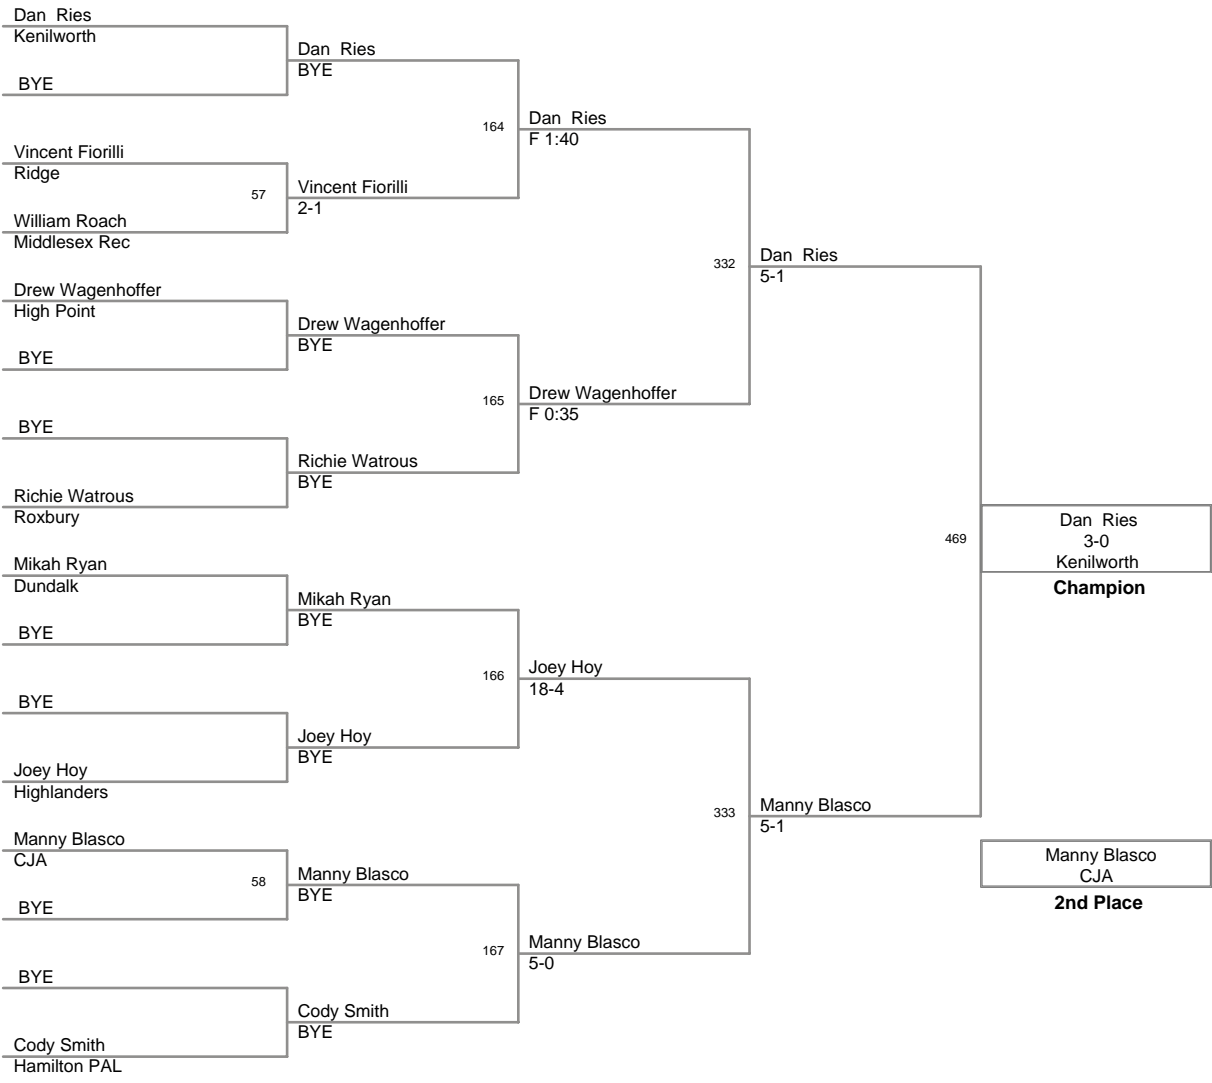 Dan Ries
Kenilworth
BYE
Vincent Fiorilli
Ridge
57
William Roach
Middlesex Rec
Drew Wagenhoffer
High Point
BYE
BYE
Richie Watrous
Roxbury
Mikah Ryan
Dundalk
BYE
BYE
Joey Hoy
Highlanders
Manny Blasco
CJA
58
BYE
BYE
Cody Smith
Hamilton PAL
Dan Ries
BYE
164
Vincent Fiorilli
2-1
Drew Wagenhoffer
BYE
165
Richie Watrous
BYE
Mikah Ryan
BYE
166
Joey Hoy
BYE
Manny Blasco
BYE
167
Cody Smith
BYE
Dan Ries
F 1:40
332
Drew Wagenhoffer
F 0:35
Joey Hoy
18-4
333
Manny Blasco
5-0
Dan Ries
5-1
469
Manny Blasco
5-1
Dan Ries
3-0
Kenilworth
Champion
Manny Blasco
CJA
2nd Place